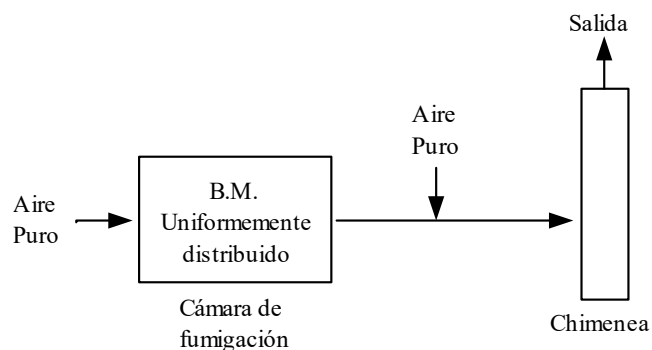 Salida
Aire
Puro
Aire
Puro
B.M.
Uniformemente
distribuido
Cámara de
fumigación
Chimenea